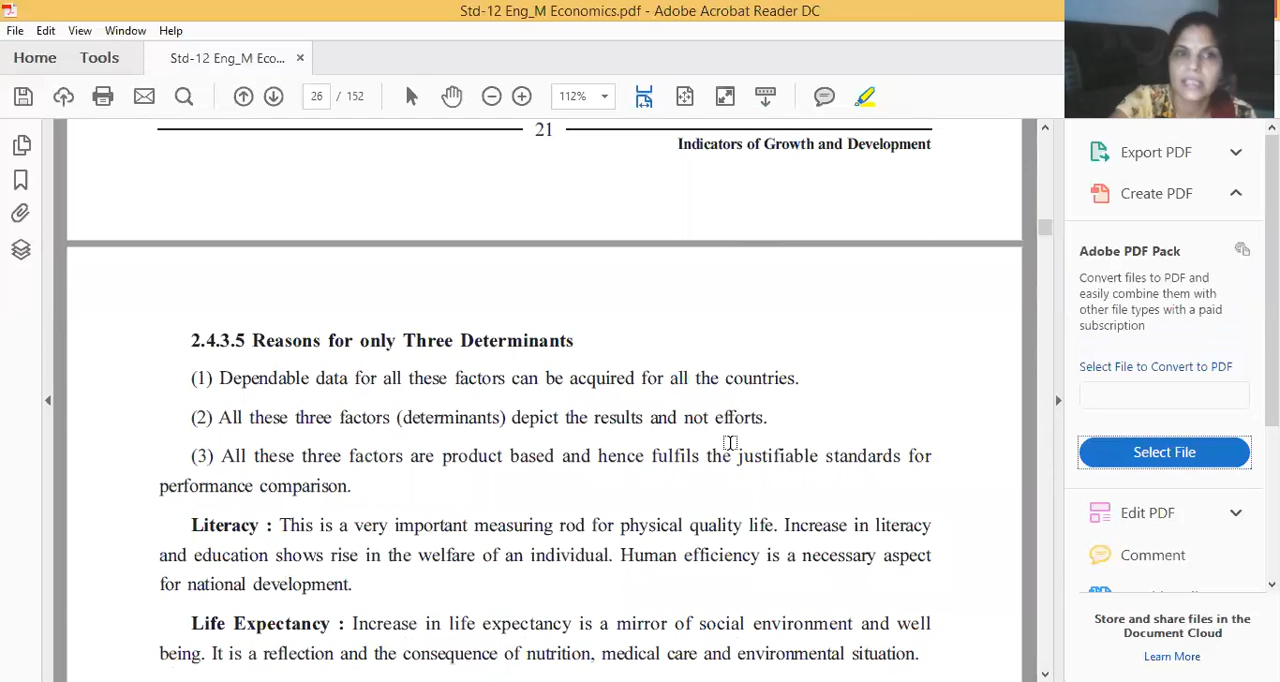 Std-12 Eng_M Economics.pdf - Adobe Acrobat Reader DC
File Edit View Window Help
Home Tools Std-12 Eng_M Eco... ×
26 / 152 112%
21
Indicators of Growth and Development
2.4.3.5 Reasons for only Three Determinants
(1) Dependable data for all these factors can be acquired for all the countries.
(2) All these three factors (determinants) depict the results and not efforts.
(3) All these three factors are product based and hence fulfils the justifiable standards for
performance comparison.
Literacy : This is a very important measuring rod for physical quality life. Increase in literacy
and education shows rise in the welfare of an individual. Human efficiency is a necessary aspect
for national development.
Life Expectancy : Increase in life expectancy is a mirror of social environment and well
being. It is a reflection and the consequence of nutrition, medical care and environmental situation.
Export PDF
Create PDF
Adobe PDF Pack
Convert files to PDF and
easily combine them with
other file types with a paid
subscription
Select File to Convert to PDF
Select File
Edit PDF
Comment
Store and share files in the
Document Cloud
Learn More